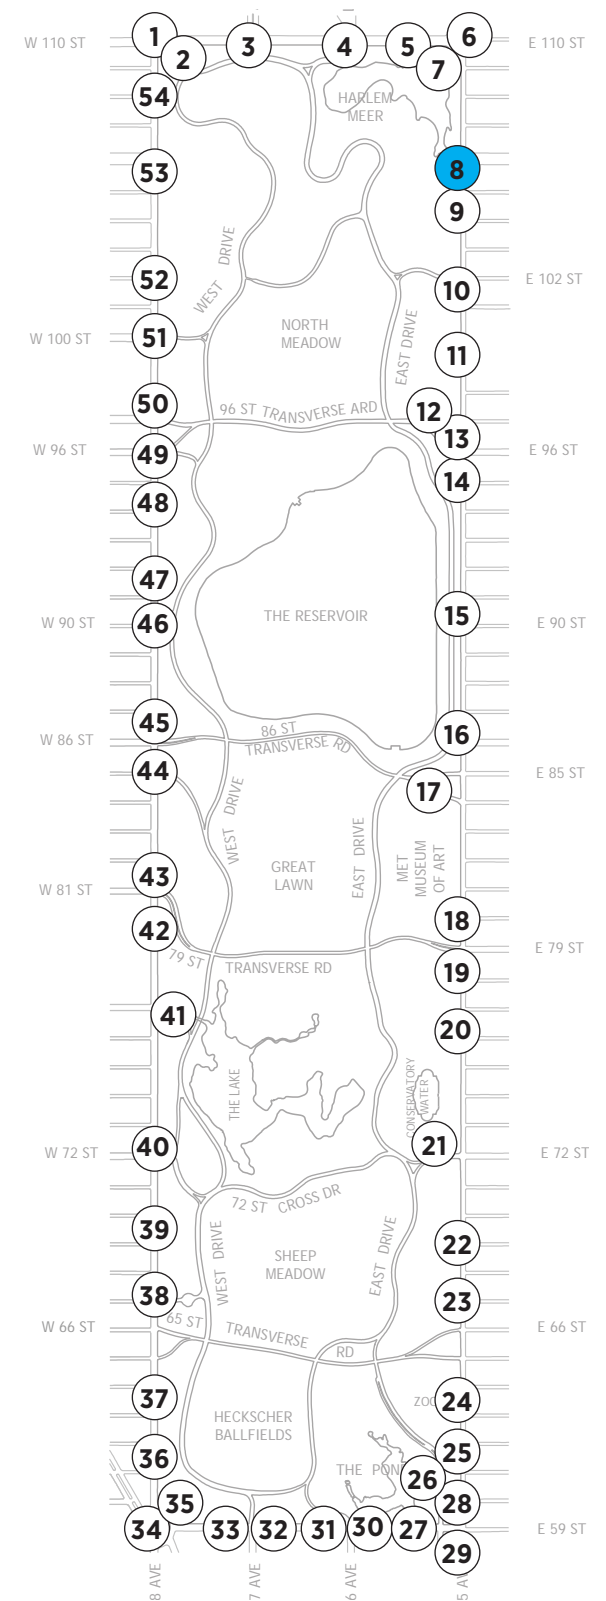 1
2
3
4
5
6
7
W 110 ST
E 110 ST
54
HARLEM
MEER
53
8
9
WEST DRIVE
52
10
E 102 ST
W 100 ST
51
NORTH
MEADOW
EAST DRIVE
11
50
96 ST TRANSVERSE ARD
12
13
W 96 ST
49
E 96 ST
14
48
47
THE RESERVOIR
15
W 90 ST
46
E 90 ST
45
86 ST
TRANSVERSE RD
16
W 86 ST
44
E 85 ST
17
WEST DRIVE
EAST DRIVE
GREAT
LAWN
MET
MUSEUM
OF ART
43
W 81 ST
42
18
79 ST
TRANSVERSE RD
E 79 ST
19
41
20
THE LAKE
CONSERVATORY
WATER
21
W 72 ST
40
E 72 ST
72 ST CROSS DR
39
WEST DRIVE
SHEEP
MEADOW
EAST DRIVE
22
38
23
65 ST
TRANSVERSE
RD
W 66 ST
E 66 ST
37
ZOO
24
HECKSCHER
BALLFIELDS
36
25
THE POND
26
35
28
34
33
32
31
30
27
E 59 ST
29
8 AVE
7 AVE
6 AVE
5 AV